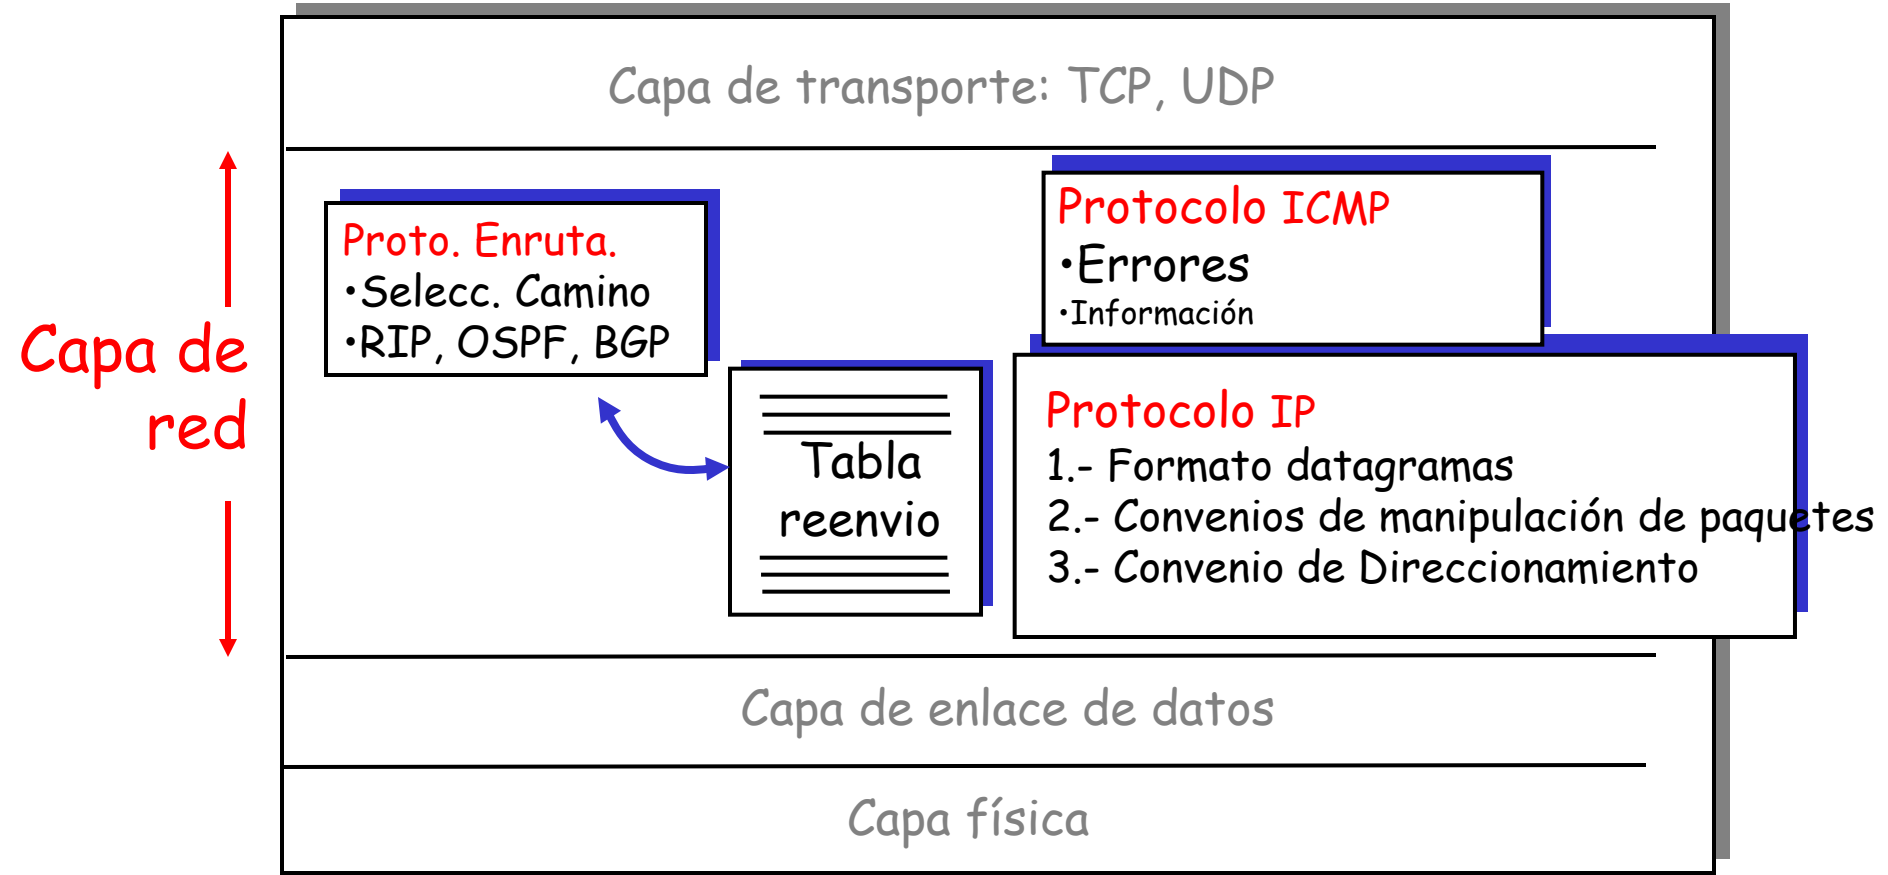 Capa de transporte: TCP, UDP
Capa de
red
Proto. Enruta.
•Selecc. Camino
•RIP, OSPF, BGP
Tabla
reenvio
Protocolo ICMP
•Errores
•Información
Protocolo IP
1.- Formato datagramas
2.- Convenios de manipulación de paquetes
3.- Convenio de Direccionamiento
Capa de enlace de datos
Capa física